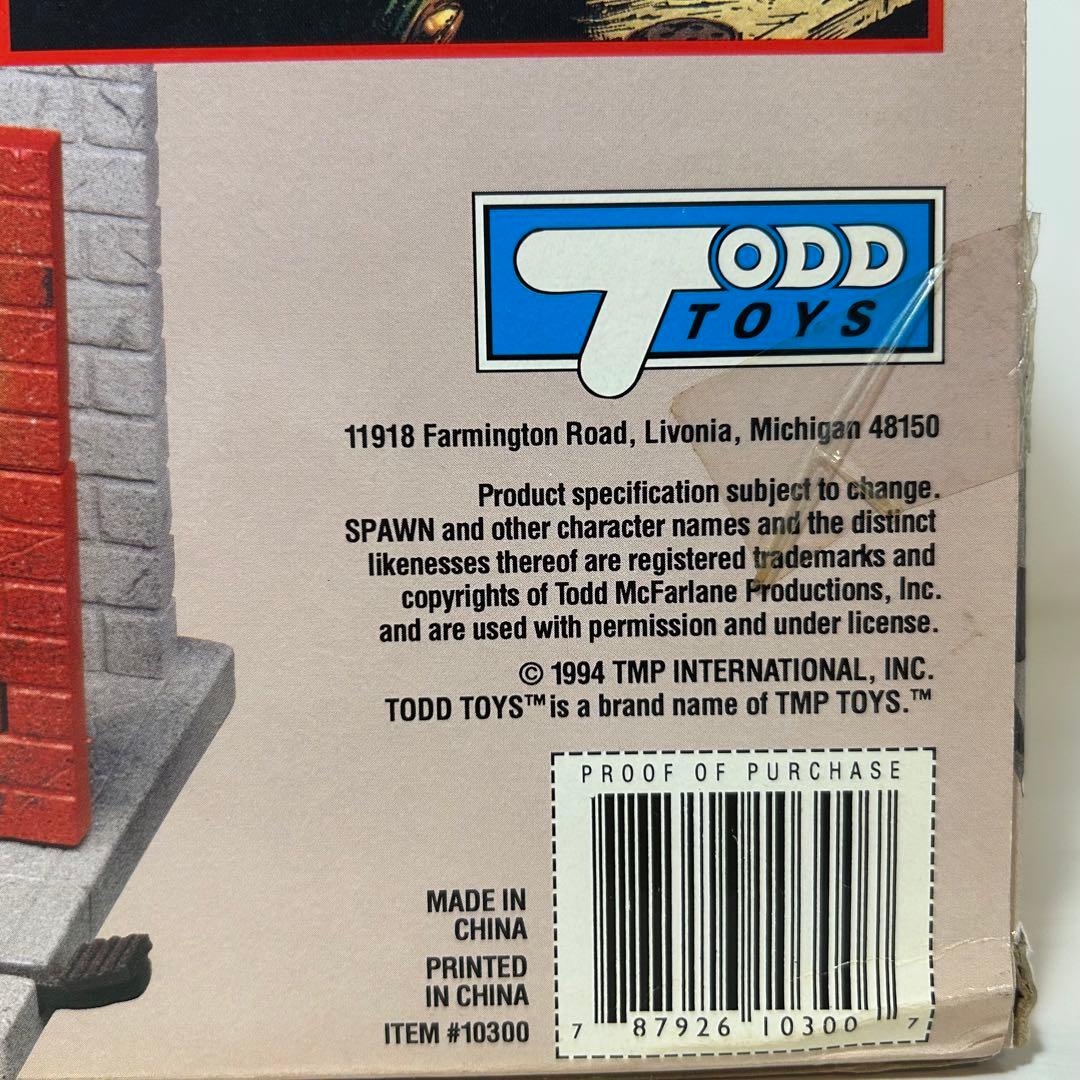 TODD
TOYS
11918 Farmington Road, Livonia, Michigan 48150
Product specification subject to change.
SPAWN and other character names and the distinct
likenesses thereof are registered trademarks and
copyrights of Todd McFarlane Productions, Inc.
and are used with permission and under license.
© 1994 TMP INTERNATIONAL, INC.
TODD TOYS™ is a brand name of TMP TOYS.™
PROOF OF PURCHASE
MADE IN
CHINA
PRINTED
IN CHINA
ITEM #10300
7 87926 10300 7